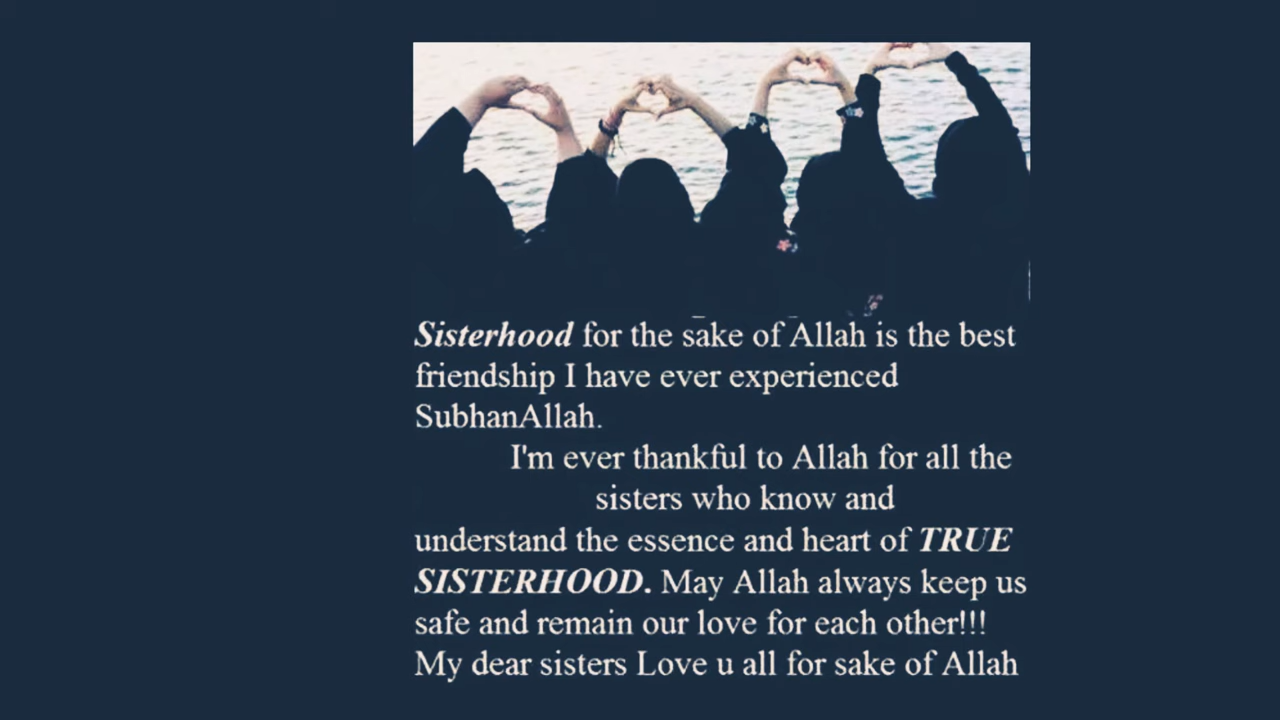 Sisterhood for the sake of Allah is the best
friendship I have ever experienced
SubhanAllah.
I'm ever thankful to Allah for all the
sisters who know and
understand the essence and heart of TRUE
SISTERHOOD. May Allah always keep us
safe and remain our love for each other!!!
My dear sisters Love u all for sake of Allah